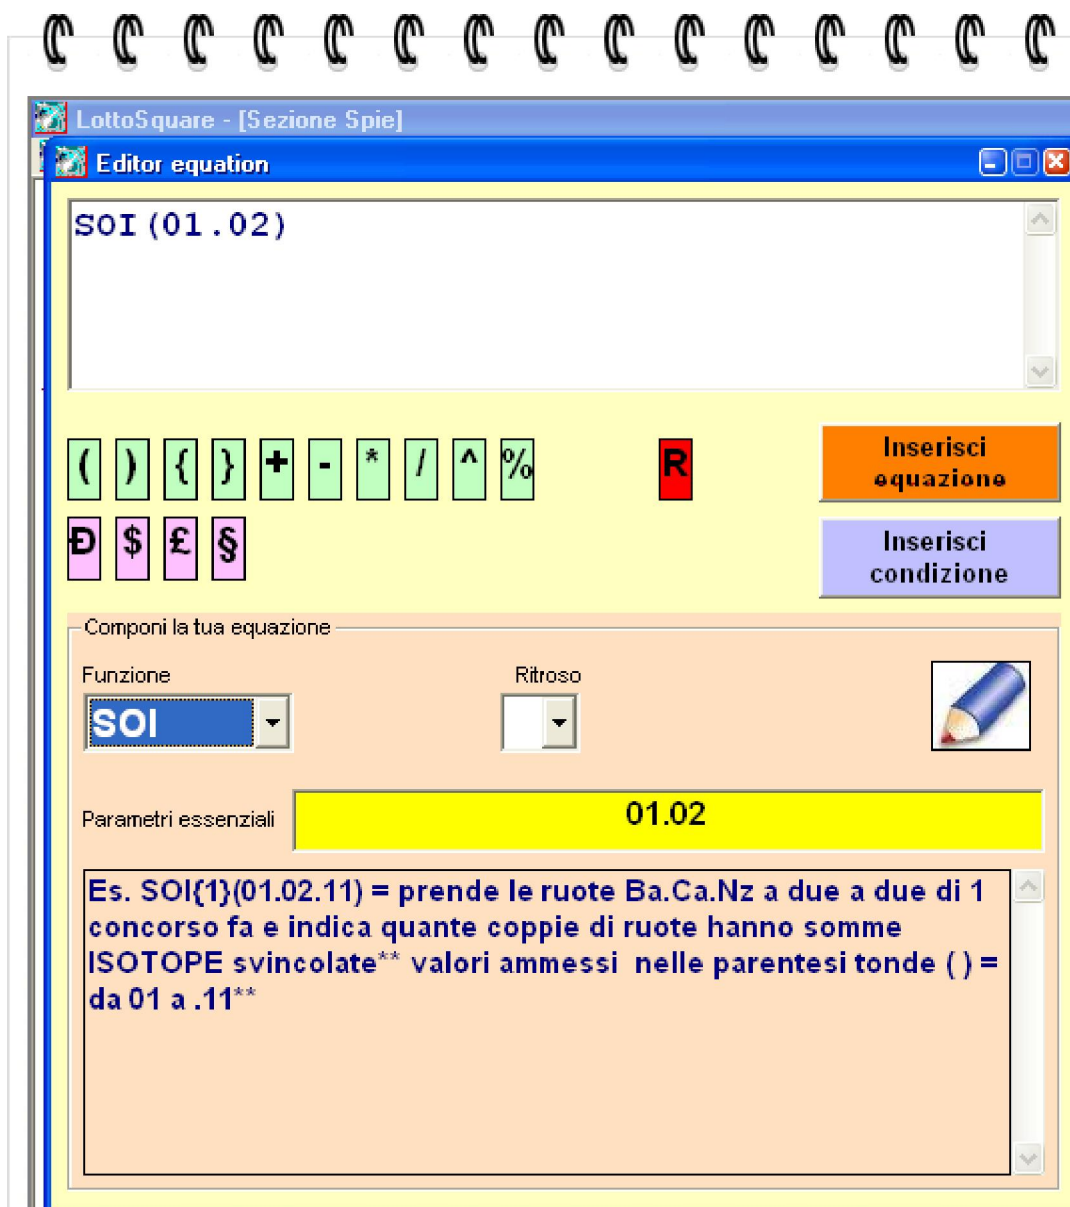 LottoSquare - [Sezione Spie]
Editor equation
SOI(01.02)
( ) { } + - * / ^ % R
Inserisci
equazione
Đ $ £ §
Inserisci
condizione
Componi la tua equazione
Funzione Ritroso
SOI
Parametri essenziali 01.02
Es. SOI{1}(01.02.11) = prende le ruote Ba.Ca.Nz a due a due di 1
concorso fa e indica quante coppie di ruote hanno somme
ISOTOPE svincolate** valori ammessi nelle parentesi tonde ( ) =
da 01 a .11**